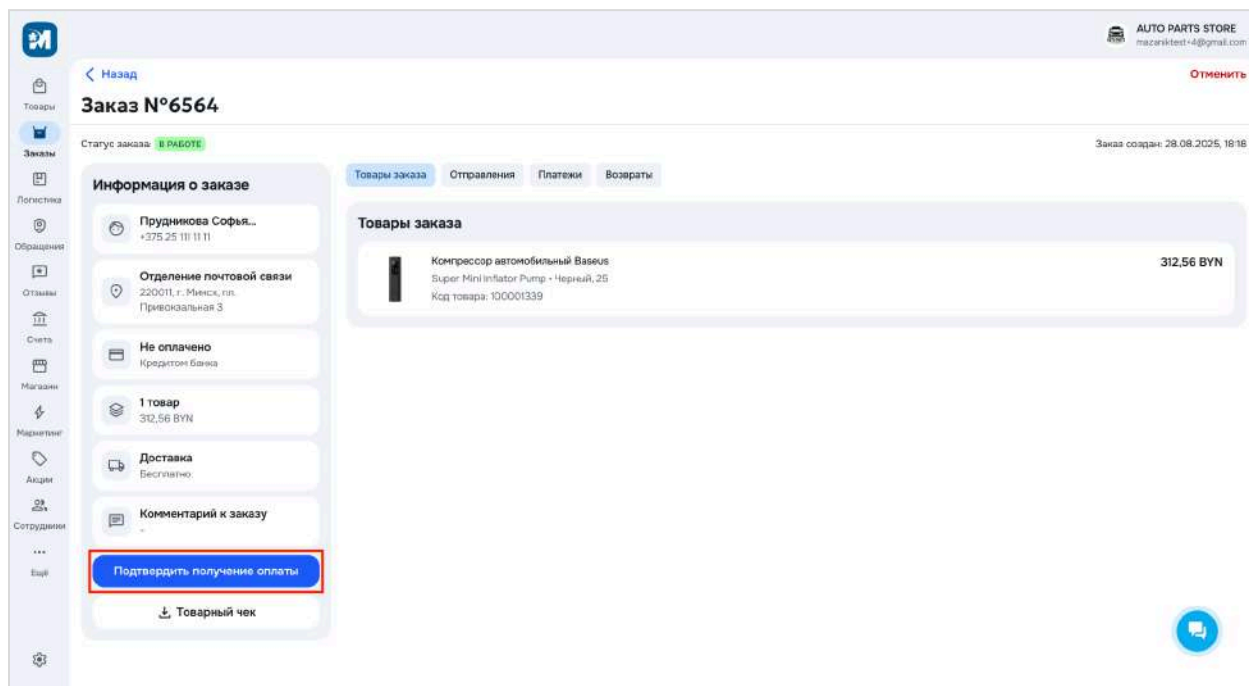 AUTO PARTS STORE
mazaniktest+4@gmail.com
Назад
Отменить
Заказ №6564
Статус заказа: В РАБОТЕ
Заказ создан: 28.08.2025, 18:18
Товары
Заказы
Логистика
Обращения
Отзывы
Счета
Магазин
Маркетинг
Акции
Сотрудники
Ещё
Информация о заказе
Прудникова Софья...
+375 25 111 11 11
Отделение почтовой связи
220011, г. Минск, пл.
Привокзальная 3
Не оплачено
Кредитом банка
1 товар
312,56 BYN
Доставка
Бесплатно
Комментарий к заказу
-
Подтвердить получение оплаты
Товарный чек
Товары заказа
Отправления
Платежи
Возвраты
Товары заказа
Компрессор автомобильный Baseus
312,56 BYN
Super Mini Inflator Pump • Черный, 25
Код товара: 100001339